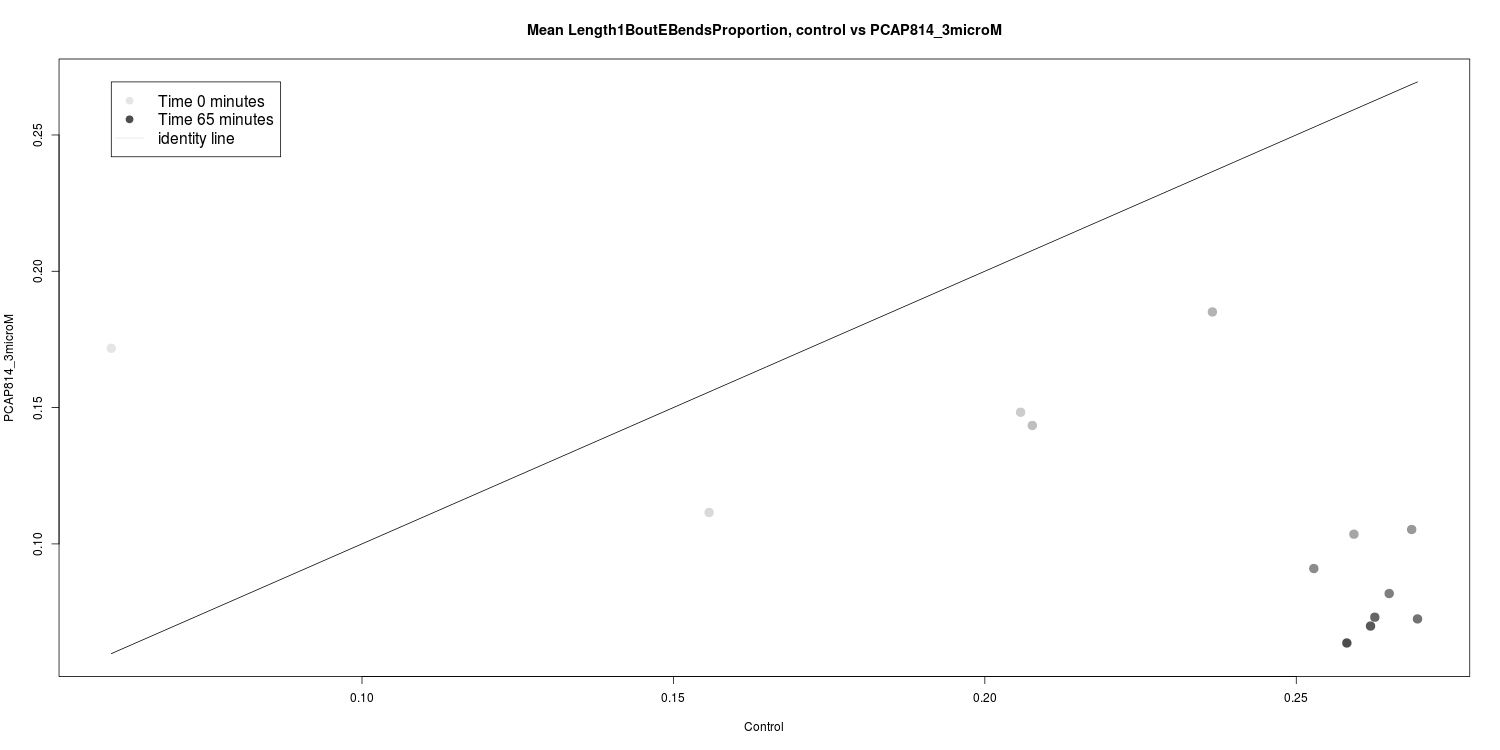 Mean Length1BoutEBendsProportion, control vs PCAP814_3microM
Time 0 minutes
Time 65 minutes
identity line
PCAP814_3microM
0.25
0.20
0.15
0.10
0.10
0.15
0.20
0.25
Control